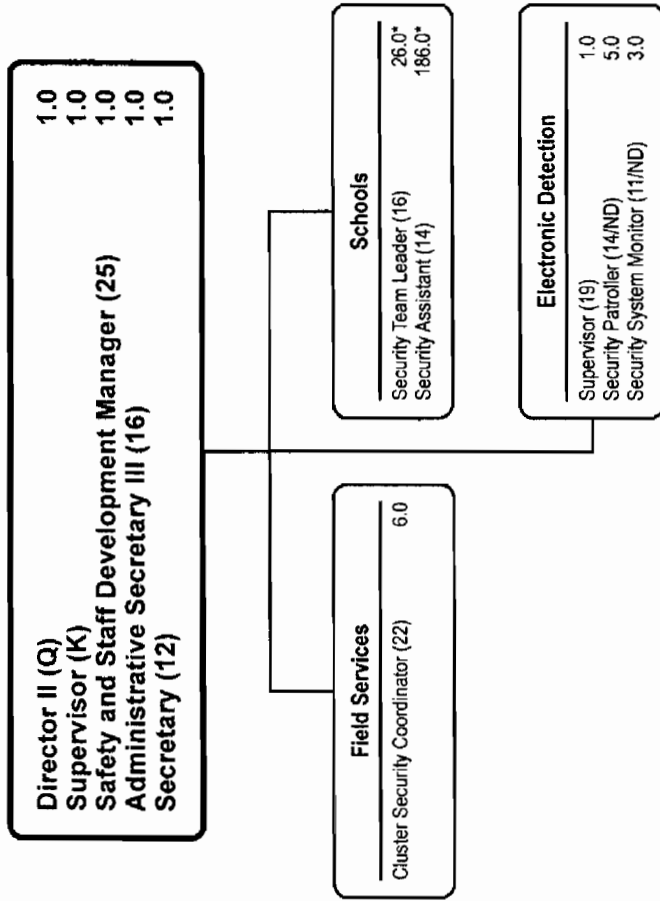 Director II (Q) 1.0
Supervisor (K) 1.0
Safety and Staff Development Manager (25) 1.0
Administrative Secretary III (16) 1.0
Secretary (12) 1.0
Field Services
Cluster Security Coordinator (22) 6.0
Schools
Security Team Leader (16) 26.0*
Security Assistant (14) 186.0*
Electronic Detection
Supervisor (19) 1.0
Security Patroller (14/ND) 5.0
Security System Monitor (11/ND) 3.0